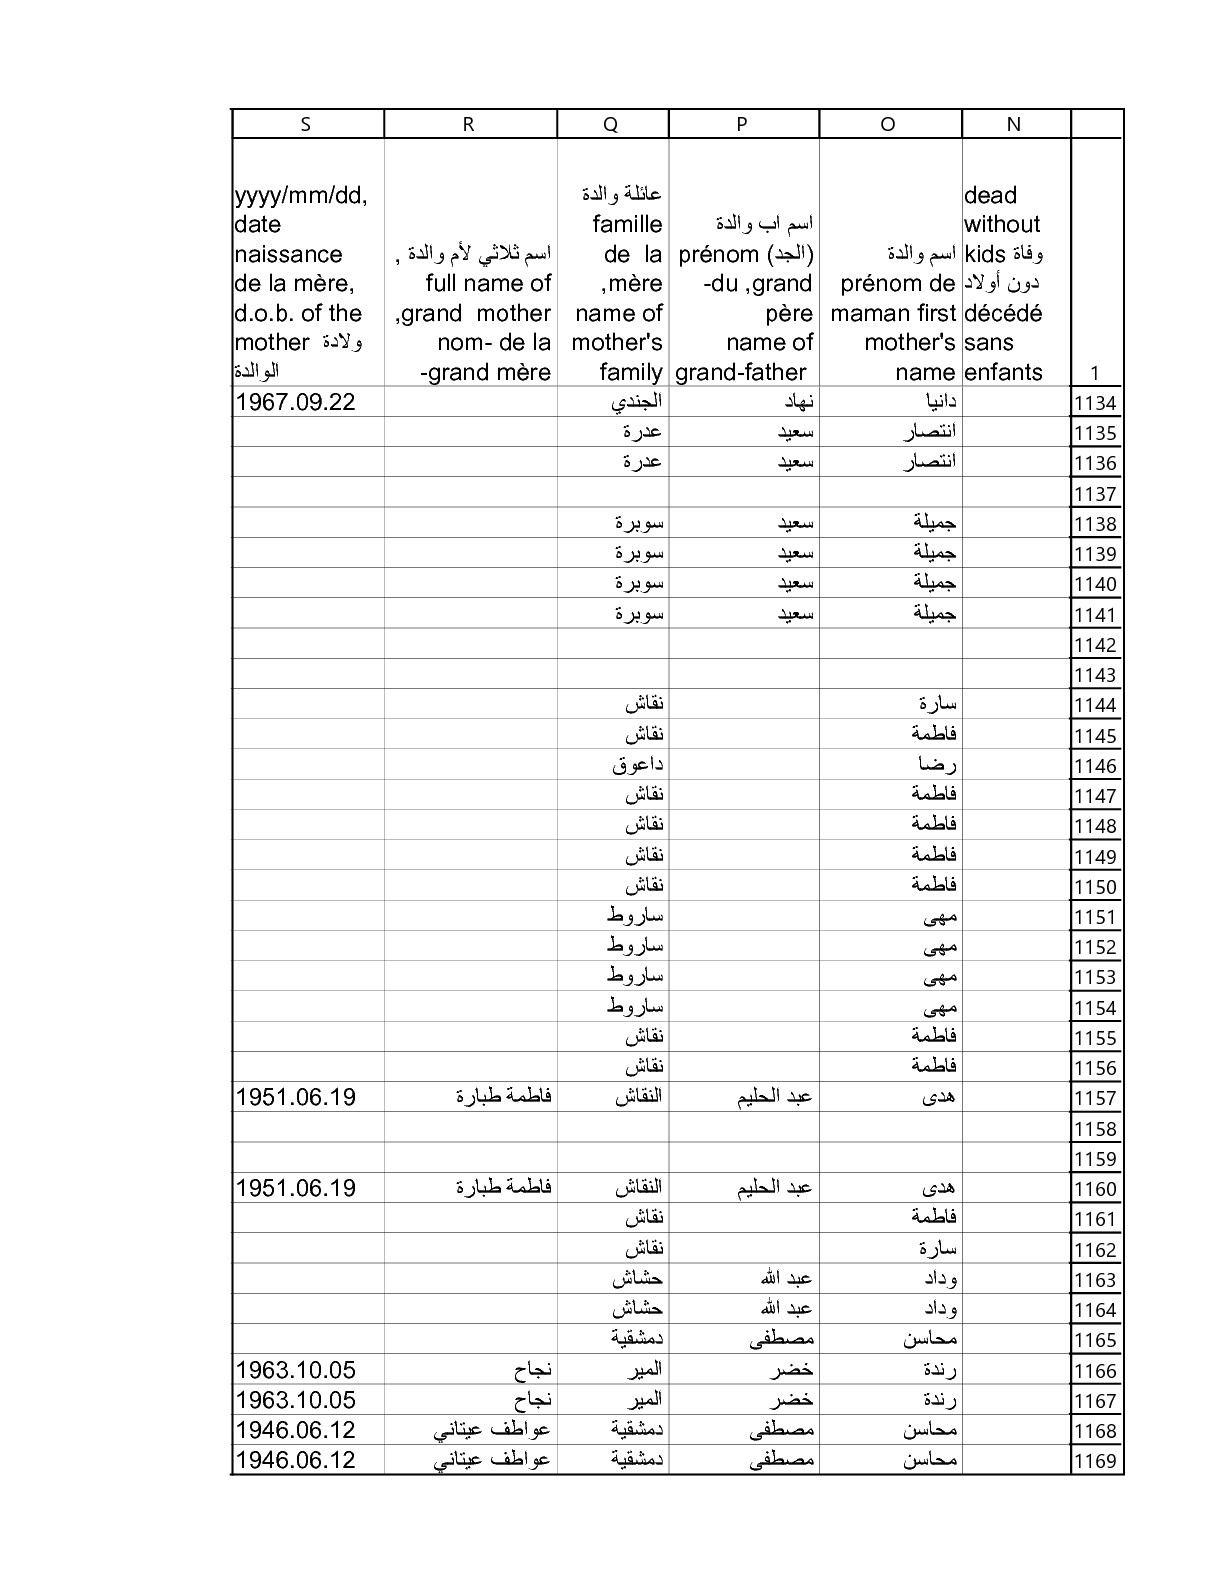 N O P Q R S
1
dead
without
kids وفاة
دون أولاد
décédé
sans
enfants
اسم والدة
prénom de
maman first
mother's
name
اسم اب والدة
(الجد) prénom
-du ,grand
père
name of
grand-father
عائلة والدة
famille
de la
,mère
name of
mother's
family
اسم ثلاثي لأم والدة ,
full name of
,grand mother
nom- de la
-grand mère
yyyy/mm/dd,
date
naissance
de la mère,
d.o.b. of the
mother ولادة
الوالدة
1134 دانيا نهاد الجندي 1967.09.22
1135 انتصار سعيد عدرة
1136 انتصار سعيد عدرة
1137
1138 جميلة سعيد سوبرة
1139 جميلة سعيد سوبرة
1140 جميلة سعيد سوبرة
1141 جميلة سعيد سوبرة
1142
1143
1144 سارة نقاش
1145 فاطمة نقاش
1146 رضا داعوق
1147 فاطمة نقاش
1148 فاطمة نقاش
1149 فاطمة نقاش
1150 فاطمة نقاش
1151 مهى ساروط
1152 مهى ساروط
1153 مهى ساروط
1154 مهى ساروط
1155 فاطمة نقاش
1156 فاطمة نقاش
1157 هدى عبد الحليم النقاش فاطمة طبارة 1951.06.19
1158
1159
1160 هدى عبد الحليم النقاش فاطمة طبارة 1951.06.19
1161 فاطمة نقاش
1162 سارة نقاش
1163 وداد عبد الله حشاش
1164 وداد عبد الله حشاش
1165 محاسن مصطفى دمشقية
1166 رندة خضر المير نجاح 1963.10.05
1167 رندة خضر المير نجاح 1963.10.05
1168 محاسن مصطفى دمشقية عواطف عيتاني 1946.06.12
1169 محاسن مصطفى دمشقية عواطف عيتاني 1946.06.12